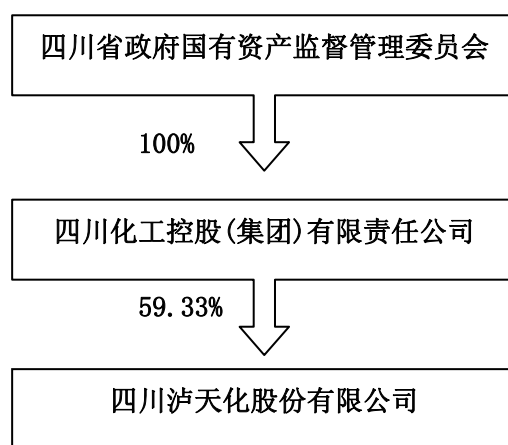 四川省政府国有资产监督管理委员会
100%
四川化工控股(集团)有限责任公司
59.33%
四川泸天化股份有限公司